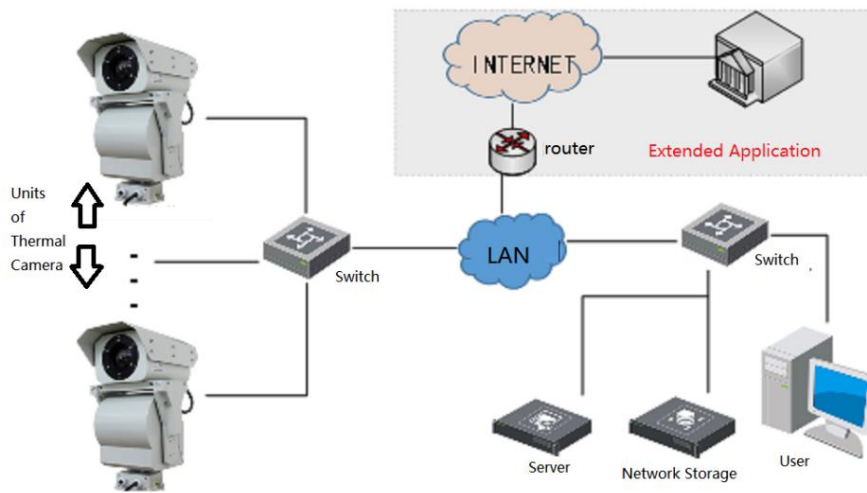 INTERNET
router
Extended Application
Units
of
Thermal
Camera
LAN
Switch
Switch
Server
Network Storage
User